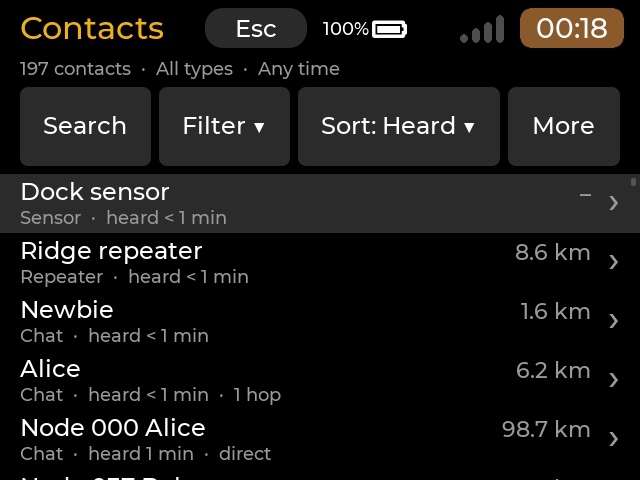 Contacts Esc 100% 00:18
197 contacts · All types · Any time
Search Filter ▾ Sort: Heard ▾ More
Dock sensor –
Sensor · heard < 1 min
Ridge repeater 8.6 km
Repeater · heard < 1 min
Newbie 1.6 km
Chat · heard < 1 min
Alice 6.2 km
Chat · heard < 1 min · 1 hop
Node 000 Alice 98.7 km
Chat · heard 1 min · direct